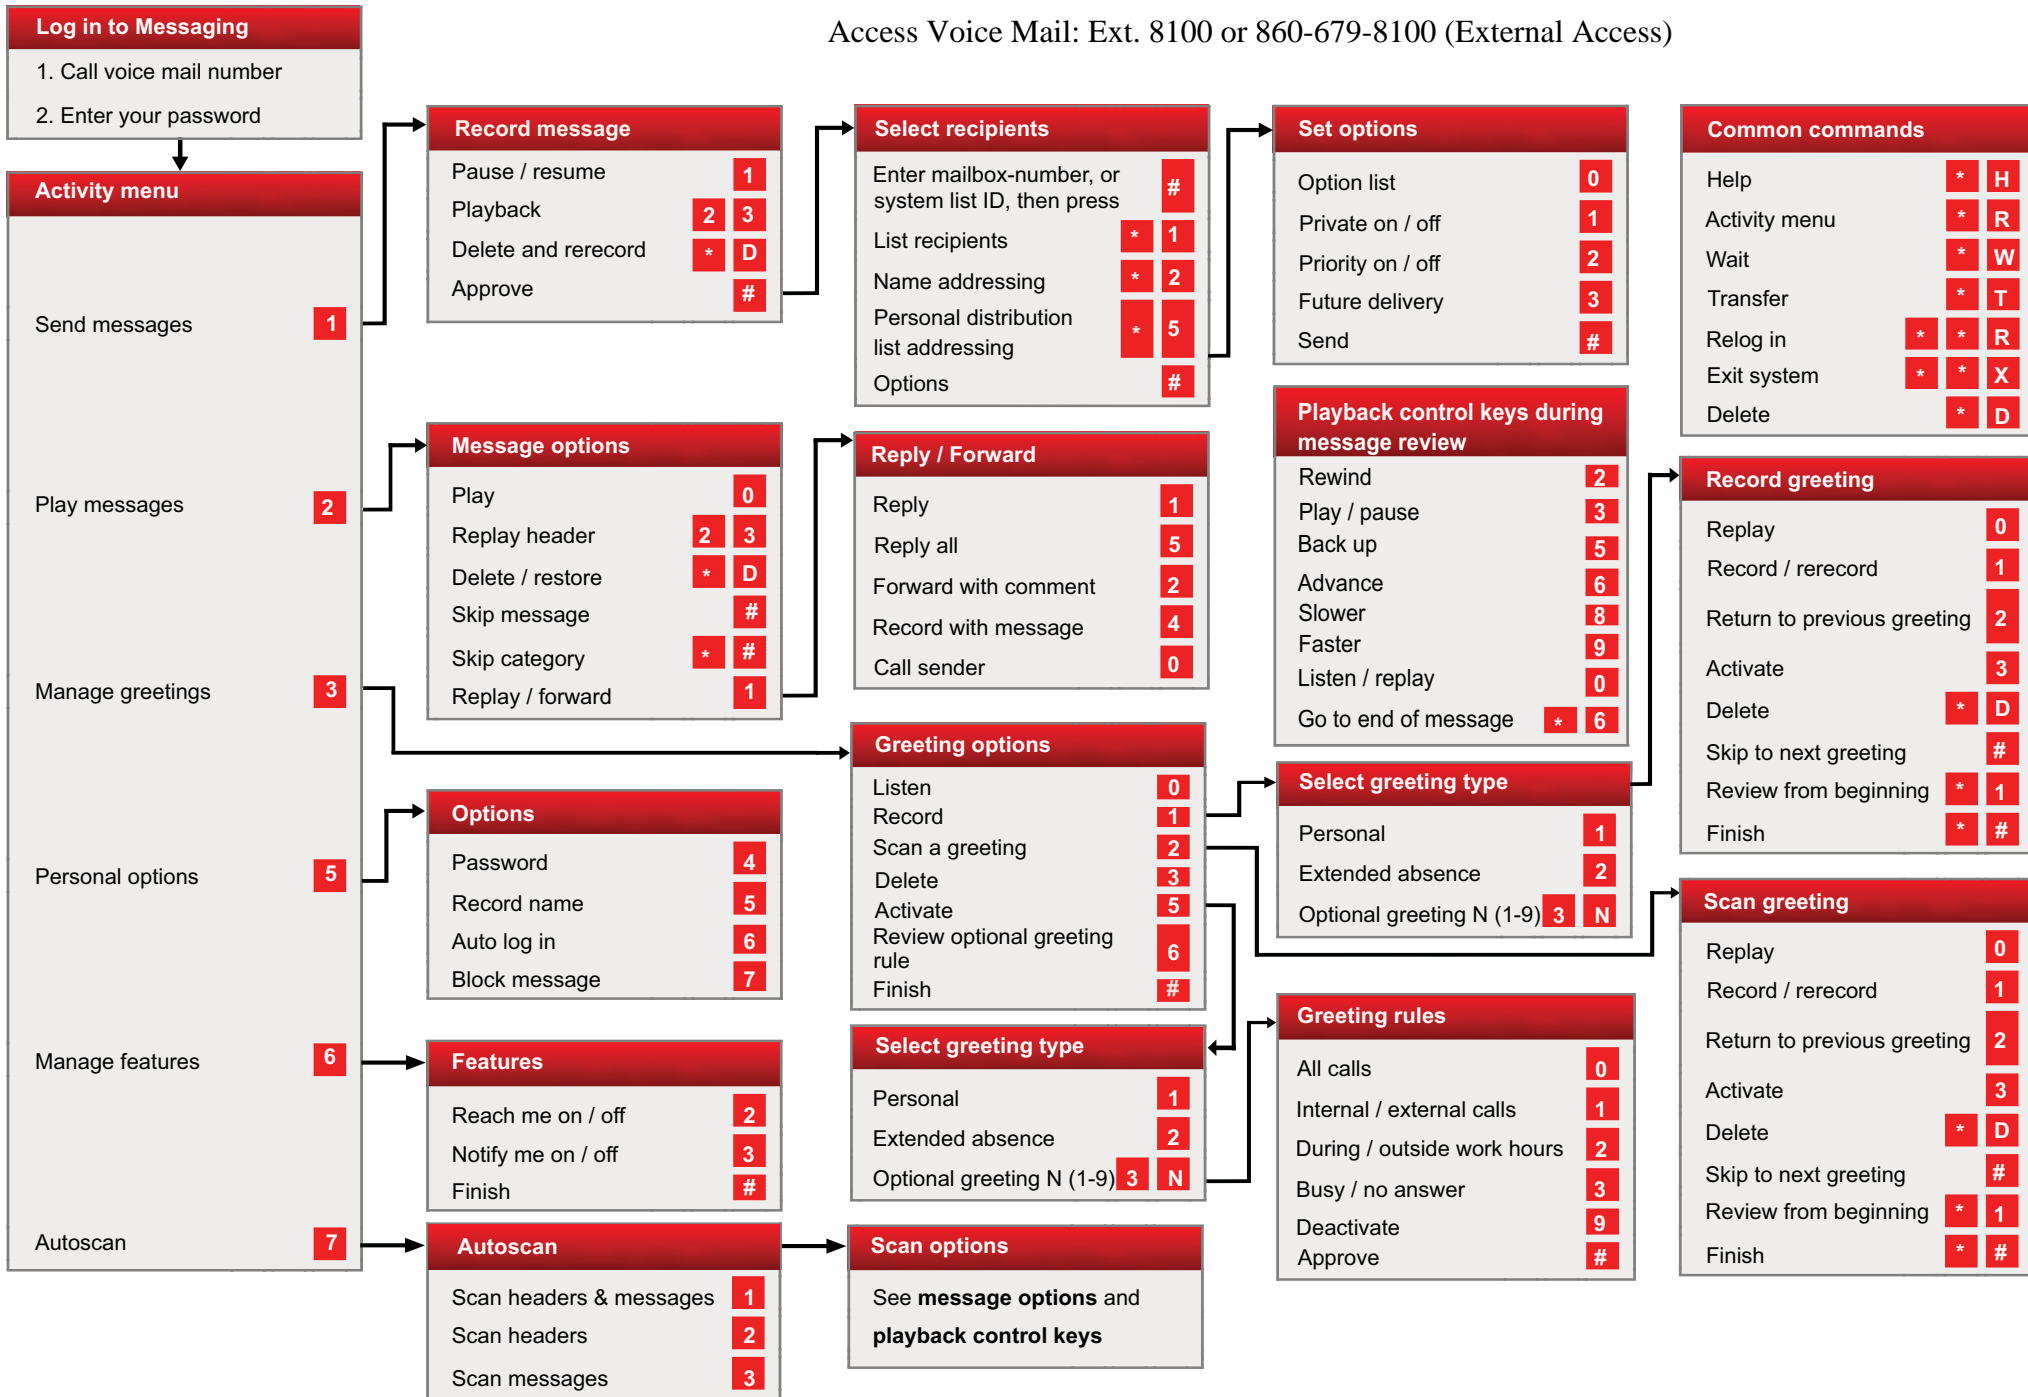 Access Voice Mail: Ext. 8100 or 860-679-8100 (External Access)
Log in to Messaging
1. Call voice mail number
2. Enter your password
Activity menu
Send messages 1
Play messages 2
Manage greetings 3
Personal options 5
Manage features 6
Autoscan 7
Record message
Pause / resume 1
Playback 2 3
Delete and rerecord * D
Approve #
Select recipients
Enter mailbox-number, or
system list ID, then press #
List recipients * 1
Name addressing * 2
Personal distribution
list addressing * 5
Options #
Set options
Option list 0
Private on / off 1
Priority on / off 2
Future delivery 3
Send #
Common commands
Help * H
Activity menu * R
Wait * W
Transfer * T
Relog in * * R
Exit system * * X
Delete * D
Message options
Play 0
Replay header 2 3
Delete / restore * D
Skip message #
Skip category * #
Replay / forward 1
Reply / Forward
Reply 1
Reply all 5
Forward with comment 2
Record with message 4
Call sender 0
Playback control keys during
message review
Rewind 2
Play / pause 3
Back up 5
Advance 6
Slower 8
Faster 9
Listen / replay 0
Go to end of message * 6
Record greeting
Replay 0
Record / rerecord 1
Return to previous greeting 2
Activate 3
Delete * D
Skip to next greeting #
Review from beginning * 1
Finish * #
Options
Password 4
Record name 5
Auto log in 6
Block message 7
Greeting options
Listen 0
Record 1
Scan a greeting 2
Delete 3
Activate 5
Review optional greeting
rule 6
Finish #
Select greeting type
Personal 1
Extended absence 2
Optional greeting N (1-9) 3 N
Scan greeting
Replay 0
Record / rerecord 1
Return to previous greeting 2
Activate 3
Delete * D
Skip to next greeting #
Review from beginning * 1
Finish * #
Features
Reach me on / off 2
Notify me on / off 3
Finish #
Select greeting type
Personal 1
Extended absence 2
Optional greeting N (1-9) 3 N
Greeting rules
All calls 0
Internal / external calls 1
During / outside work hours 2
Busy / no answer 3
Deactivate 9
Approve #
Autoscan
Scan headers & messages 1
Scan headers 2
Scan messages 3
Scan options
See message options and
playback control keys